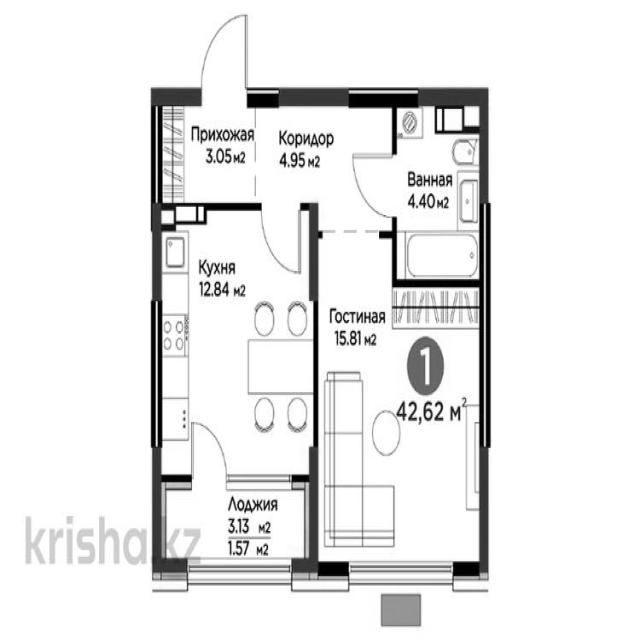 Прихожая
3.05 м2
Коридор
4.95 м2
Ванная
4.40 м2
Кухня
12.84 м2
Гостиная
15.81 м2
1
42,62 м²
Лоджия
3.13 м2
1.57 м2
krisha.kz